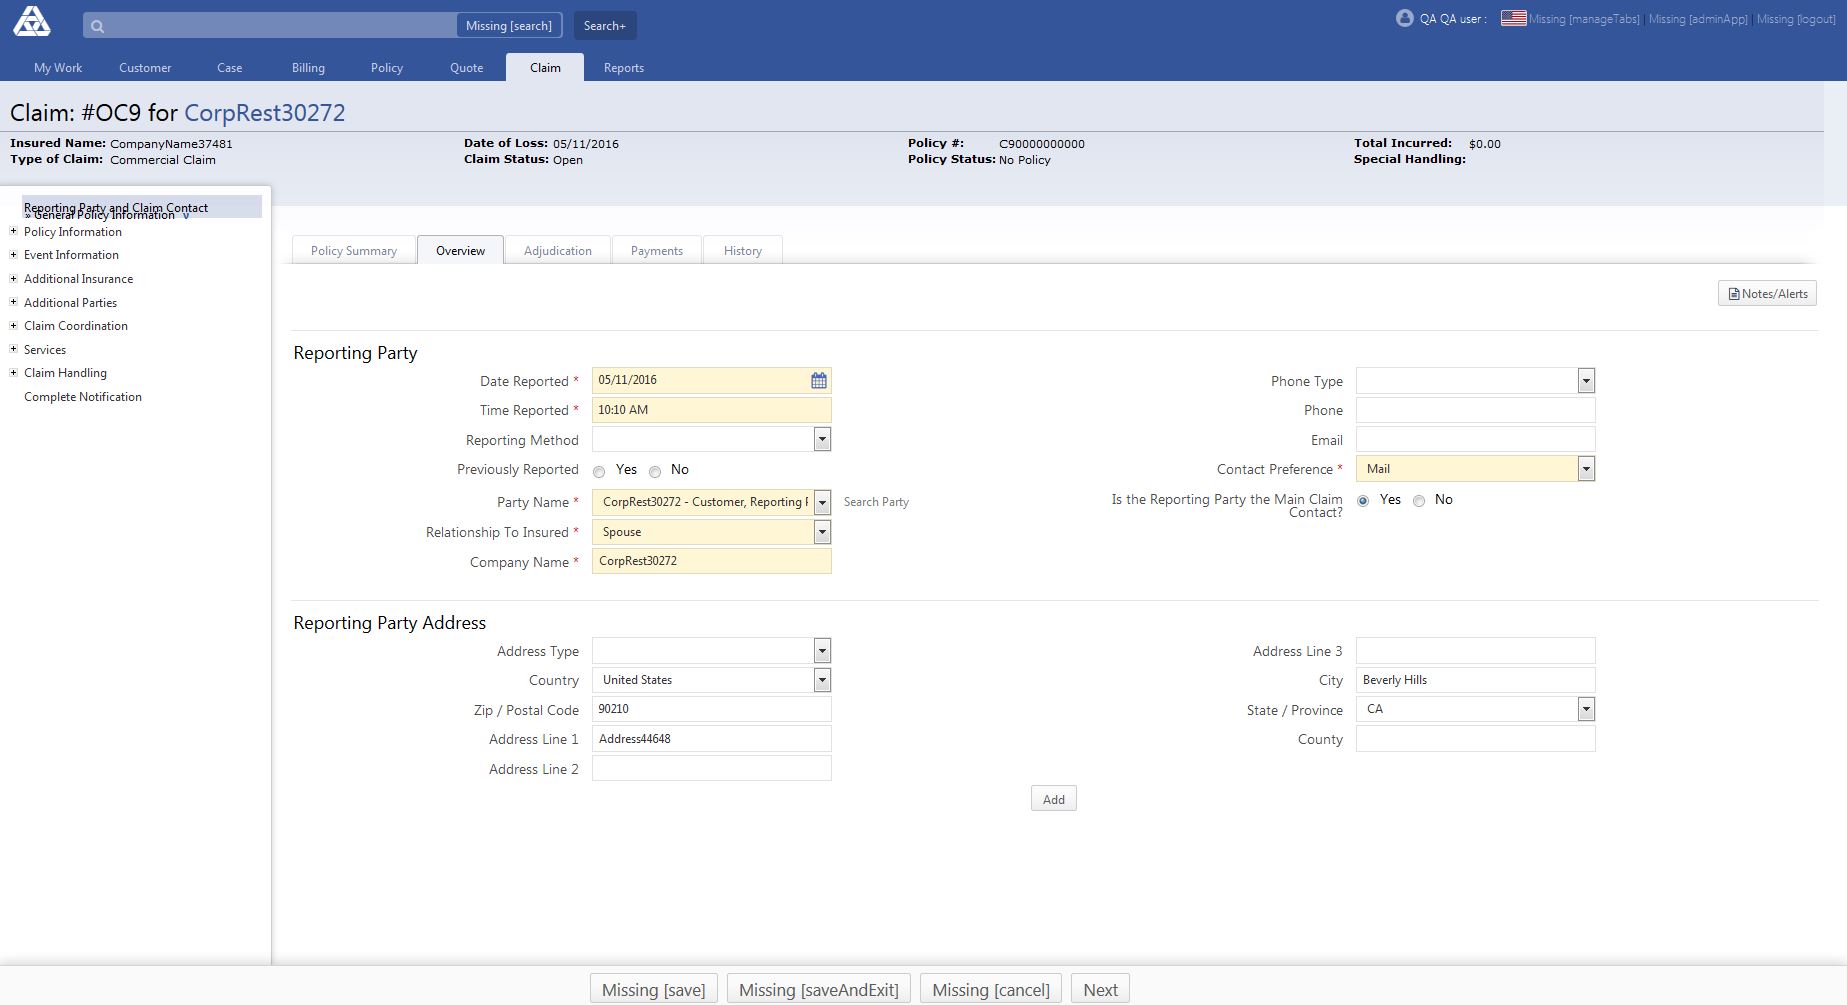 Missing [search]
Search+
QA QA user :
Missing [manageTabs] | Missing [adminApp] | Missing [logout]
My Work
Customer
Case
Billing
Policy
Quote
Claim
Reports
Claim: #OC9 for CorpRest30272
Insured Name: CompanyName37481
Date of Loss: 05/11/2016
Policy #: C90000000000
Total Incurred: $0.00
Type of Claim: Commercial Claim
Claim Status: Open
Policy Status: No Policy
Special Handling:
Reporting Party and Claim Contact
» General Policy Information
Policy Information
Event Information
Additional Insurance
Additional Parties
Claim Coordination
Services
Claim Handling
Complete Notification
Policy Summary
Overview
Adjudication
Payments
History
Notes/Alerts
Reporting Party
Date Reported * 05/11/2016
Time Reported * 10:10 AM
Reporting Method
Previously Reported Yes No
Party Name * CorpRest30272 - Customer, Reporting Search Party
Relationship To Insured * Spouse
Company Name * CorpRest30272
Phone Type
Phone
Email
Contact Preference * Mail
Is the Reporting Party the Main Claim
Contact? Yes No
Reporting Party Address
Address Type
Country United States
Zip / Postal Code 90210
Address Line 1 Address44648
Address Line 2
Address Line 3
City Beverly Hills
State / Province CA
County
Add
Missing [save]
Missing [saveAndExit]
Missing [cancel]
Next